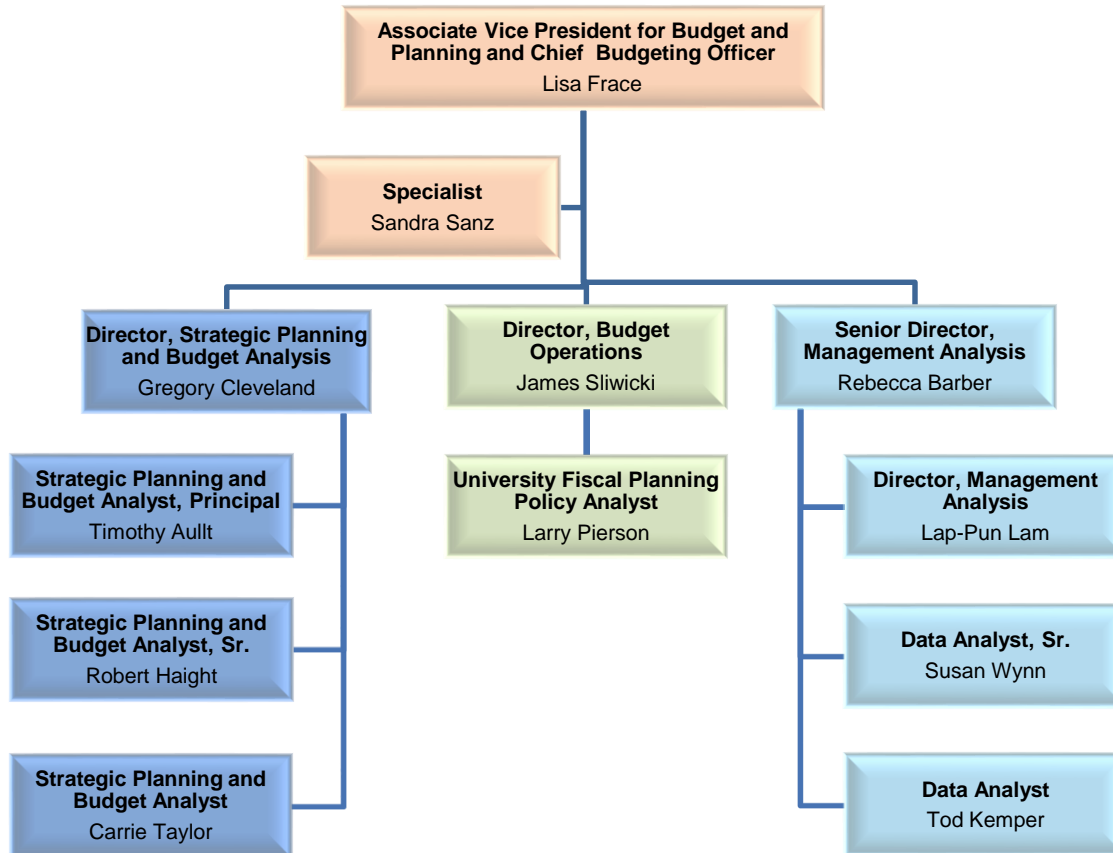 Associate Vice President for Budget and
Planning and Chief  Budgeting Officer
Lisa Frace
Specialist
Sandra Sanz
Director, Strategic Planning
and Budget Analysis
Gregory Cleveland
Director, Budget
Operations
James Sliwicki
Senior Director,
Management Analysis
Rebecca Barber
Strategic Planning and
Budget Analyst, Principal
Timothy Aullt
University Fiscal Planning
Policy Analyst
Larry Pierson
Director, Management
Analysis
Lap-Pun Lam
Strategic Planning and
Budget Analyst, Sr.
Robert Haight
Data Analyst, Sr.
Susan Wynn
Strategic Planning and
Budget Analyst
Carrie Taylor
Data Analyst
Tod Kemper